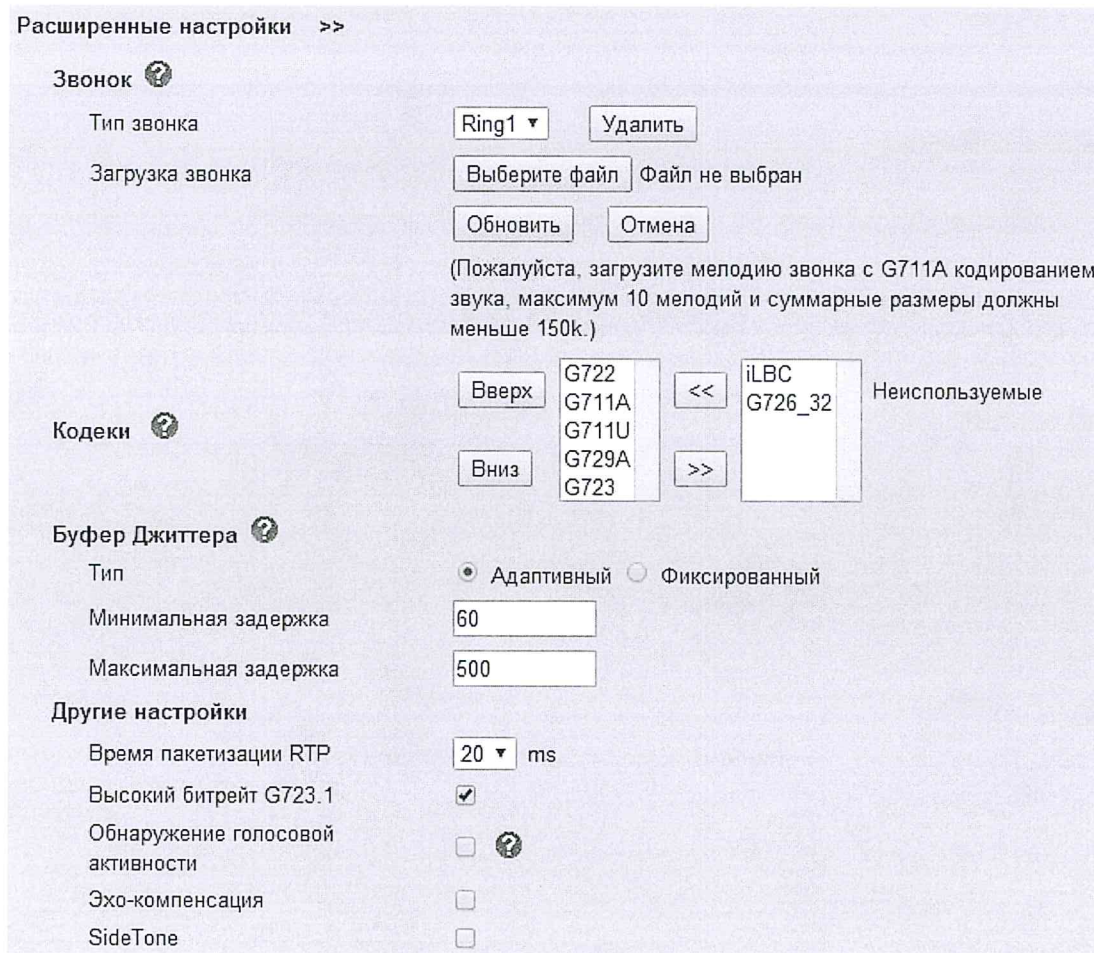 Расширенные настройки >>
Звонок ?
Тип звонка Ring1 Удалить
Загрузка звонка Выберите файл Файл не выбран
Обновить Отмена
(Пожалуйста, загрузите мелодию звонка с G711A кодированием
звука, максимум 10 мелодий и суммарные размеры должны
меньше 150k.)
Кодеки ?
Вверх
Вниз
G722
G711A
G711U
G729A
G723
<<
>>
iLBC
G726_32
Неиспользуемые
Буфер Джиттера ?
Тип Адаптивный Фиксированный
Минимальная задержка 60
Максимальная задержка 500
Другие настройки
Время пакетизации RTP 20 ms
Высокий битрейт G723.1
Обнаружение голосовой
активности ?
Эхо-компенсация
SideTone